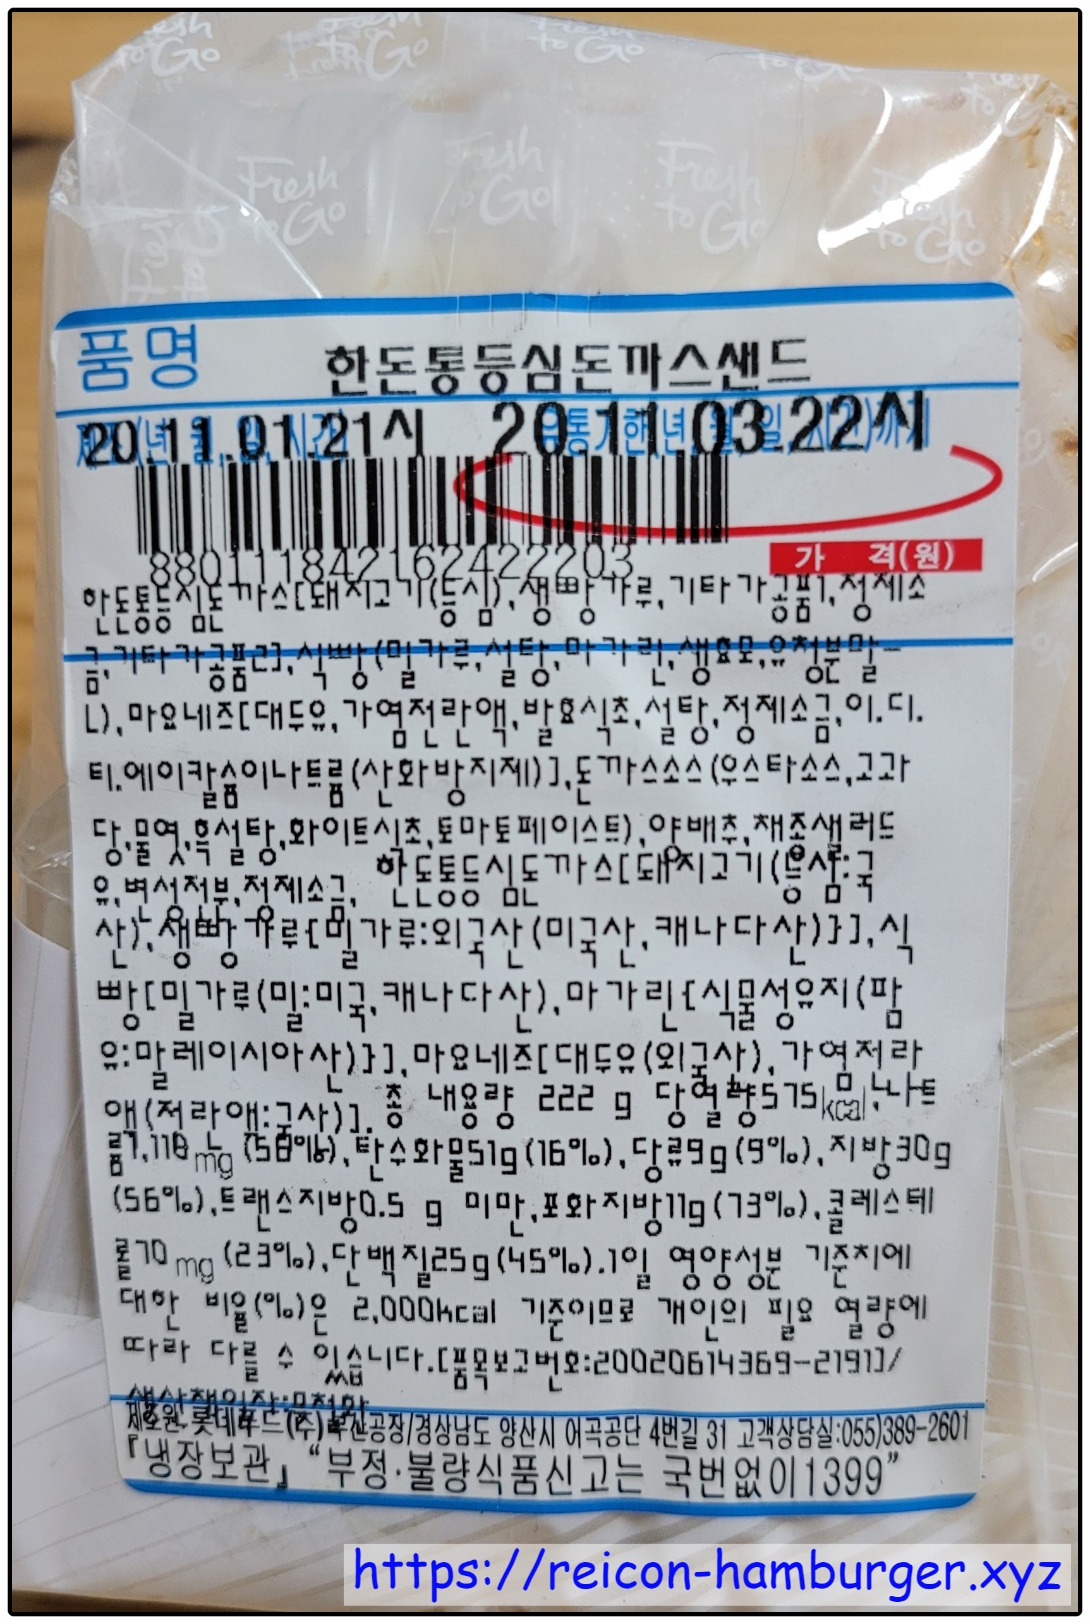 Fresh to Go
품명
한돈통등심돈까스샌드
20.11.01.21시 20.11.03.22시
880111842162422203
가 격(원)
한돈통등심돈까스[돼지고기(등심),생빵가루,기타가공품1,정제소
금,기타가공품2],식빵(밀가루,설탕,마가린,생효모,유청분말-
L),마요네즈[대두유,가염전란액,발효식초,설탕,정제소금,이.디.
티.에이칼슘이나트륨(산화방지제)],돈까스소스(우스타소스,고과
당,물엿,흑설탕,화이트식초,토마토페이스트),양배추,채종샐러드
유,변성전분,정제소금, 한돈통등심돈까스[돼지고기(등심:국
산),생빵가루{밀가루:외국산(미국산,캐나다산)}],식
빵[밀가루(밀:미국,캐나다산),마가린{식물성유지(팜
유:말레이시아산)}],마요네즈[대두유(외국산),가염전란
액(전란액:국산)], 총 내용량 222 g 당열량575kcal,나트
륨1,118mg (56%),탄수화물51g(16%),당류9g(9%),지방30g
(56%),트랜스지방0.5 g 미만,포화지방11g(73%),콜레스테
롤70mg (23%),단백질25g(45%).1일 영양성분 기준치에
대한 비율(%)은 2,000kcal 기준이므로 개인의 필요 열량에
따라 다를 수 있습니다.[품목보고번호:20020614369-2191]/
제조원:롯데푸드(주)부산공장/경상남도 양산시 어곡공단 4번길 31 고객상담실:055)389-2601
『냉장보관』 “부정·불량식품신고는 국번없이1399”
https://reicon-hamburger.xyz